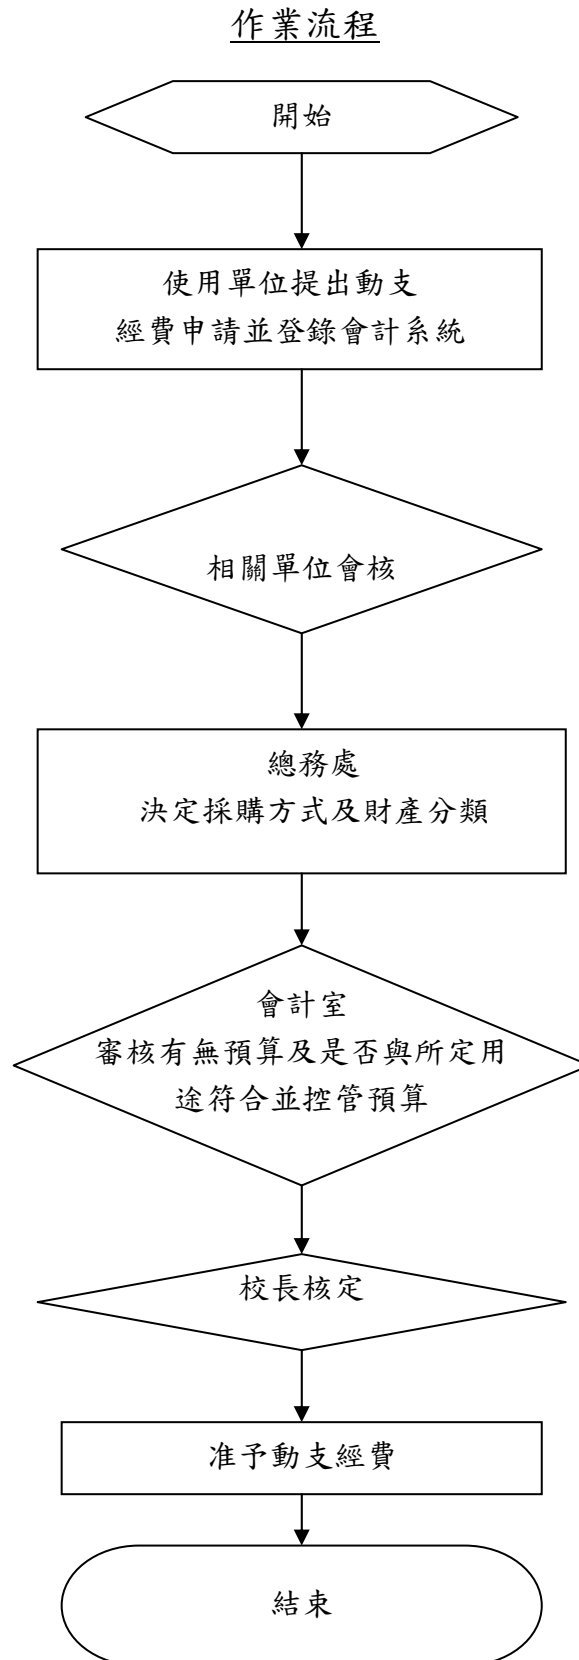 作業流程
開始
使用單位提出動支
經費申請並登錄會計系統
相關單位會核
總務處
決定採購方式及財產分類
會計室
審核有無預算及是否與所定用
途符合並控管預算
校長核定
准予動支經費
結束